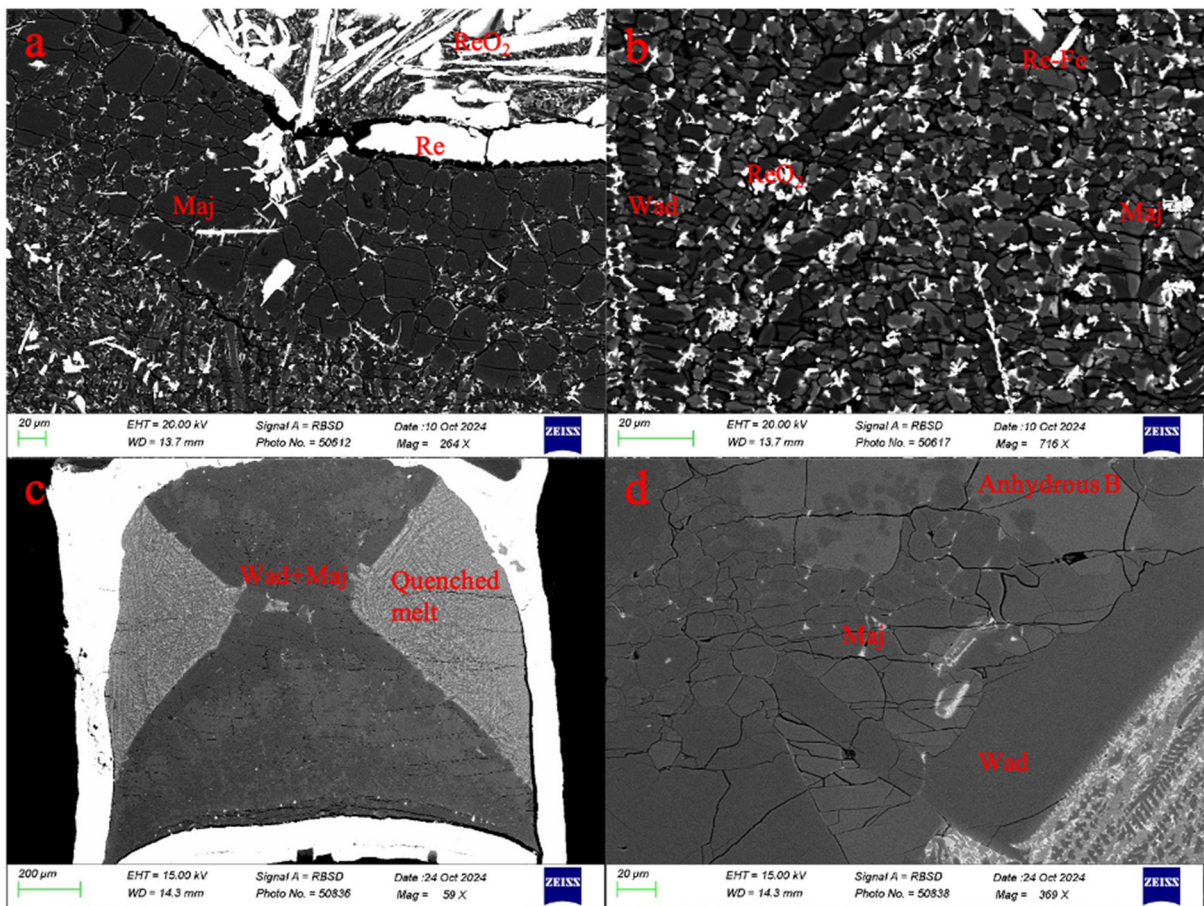 a
ReO₂
Re
Maj
20 µm
EHT = 20.00 kV
Signal A = RBSD
Date :10 Oct 2024
WD = 13.7 mm
Photo No. = 50612
Mag = 264 X
ZEISS
b
Re-Fe
ReO₂
Wad
Maj
20 µm
EHT = 20.00 kV
Signal A = RBSD
Date :10 Oct 2024
WD = 13.7 mm
Photo No. = 50617
Mag = 716 X
ZEISS
c
Wad+Maj
Quenched
melt
200 µm
EHT = 15.00 kV
Signal A = RBSD
Date :24 Oct 2024
WD = 14.3 mm
Photo No. = 50836
Mag = 59 X
ZEISS
d
Anhydrous B
Maj
Wad
20 µm
EHT = 15.00 kV
Signal A = RBSD
Date :24 Oct 2024
WD = 14.3 mm
Photo No. = 50838
Mag = 369 X
ZEISS